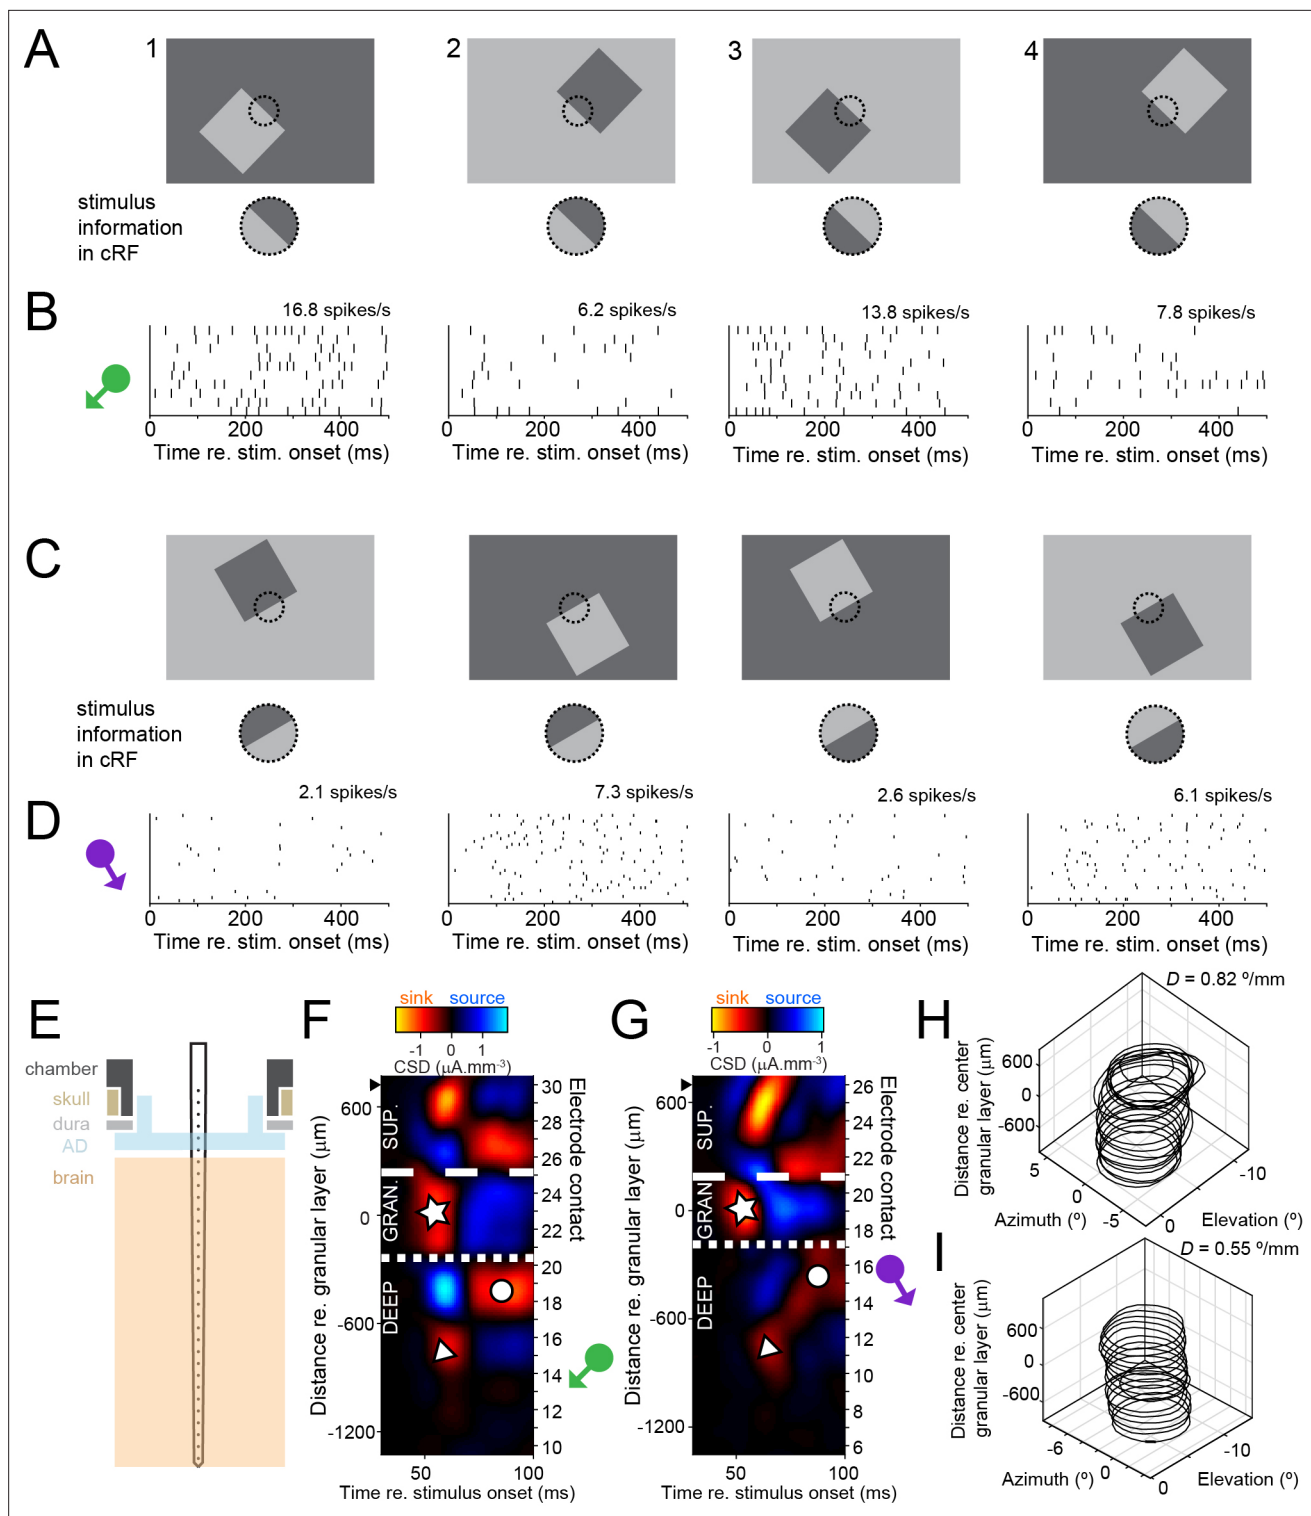 A
1
2
3
4
stimulus
information
in cRF
B
16.8 spikes/s
6.2 spikes/s
13.8 spikes/s
7.8 spikes/s
0 200 400
0 200 400
0 200 400
0 200 400
Time re. stim. onset (ms)
Time re. stim. onset (ms)
Time re. stim. onset (ms)
Time re. stim. onset (ms)
C
stimulus
information
in cRF
D
2.1 spikes/s
7.3 spikes/s
2.6 spikes/s
6.1 spikes/s
0 200 400
0 200 400
0 200 400
0 200 400
Time re. stim. onset (ms)
Time re. stim. onset (ms)
Time re. stim. onset (ms)
Time re. stim. onset (ms)
E
chamber
skull
dura
AD
brain
F
sink source
-1 0 1
CSD (µA.mm⁻³)
Distance re. granular layer (µm)
600
0
-600
-1200
SUP.
GRAN.
DEEP
30
28
26
24
22
20
18
16
14
12
10
Electrode contact
50 100
Time re. stimulus onset (ms)
G
sink source
-1 0 1
CSD (µA.mm⁻³)
Distance re. granular layer (µm)
600
0
-600
-1200
SUP.
GRAN.
DEEP
26
24
22
20
18
16
14
12
10
8
6
Electrode contact
50 100
Time re. stimulus onset (ms)
H
D = 0.82 º/mm
Distance re. center
granular layer (µm)
600
0
-600
5
0
-5
Azimuth (º)
-10
0
Elevation (º)
I
D = 0.55 º/mm
Distance re. center
granular layer (µm)
600
0
-600
-6
0
Azimuth (º)
-10
0
Elevation (º)